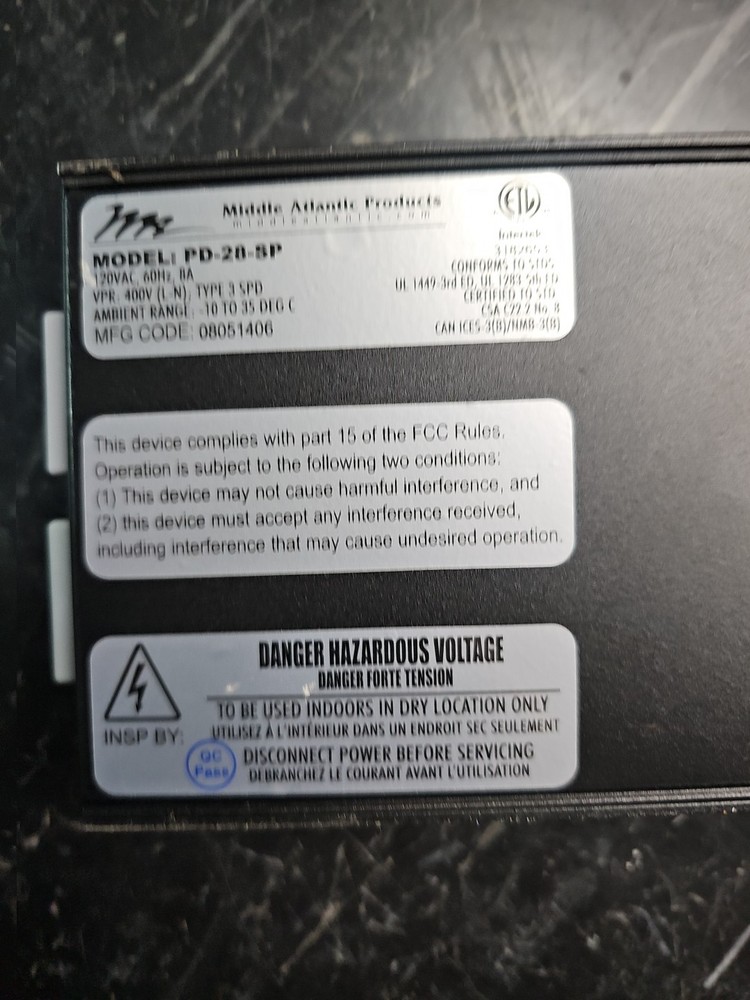 Middle Atlantic Products
middleatlantic.com
MODEL: PD-28-SP
120VAC, 60Hz, 8A
VPR: 400V (L-N), TYPE 3 SPD
AMBIENT RANGE: -10 TO 35 DEG C
MFG CODE: 08051406
ETL
Intertek
3182653
CONFORMS TO STDS
UL 1449-3rd ED, UL 1283 5th ED
CERTIFIED TO STD
CSA C22.2 No. 8
CAN ICES-3(B)/NMB-3(B)
This device complies with part 15 of the FCC Rules.
Operation is subject to the following two conditions:
(1) This device may not cause harmful interference, and
(2) this device must accept any interference received,
including interference that may cause undesired operation.
DANGER HAZARDOUS VOLTAGE
DANGER FORTE TENSION
TO BE USED INDOORS IN DRY LOCATION ONLY
UTILISEZ À L'INTÉRIEUR DANS UN ENDROIT SEC SEULEMENT
INSP BY:
QC
Pass
DISCONNECT POWER BEFORE SERVICING
DEBRANCHEZ LE COURANT AVANT L'UTILISATION